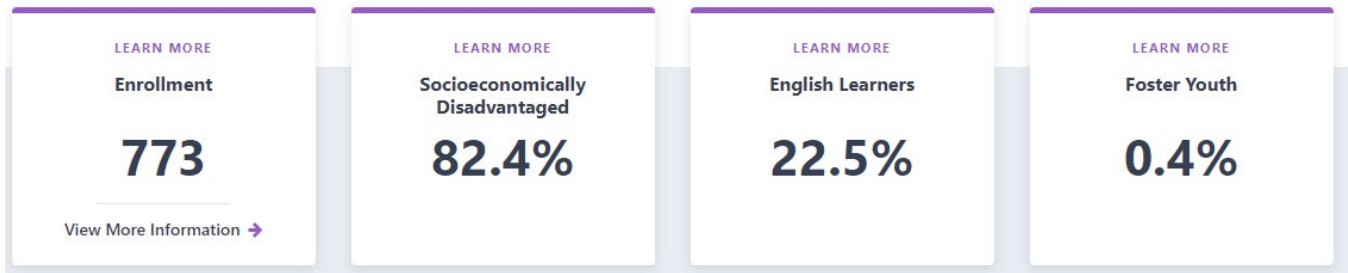 LEARN MORE
Enrollment
773
View More Information
LEARN MORE
Socioeconomically
Disadvantaged
82.4%
LEARN MORE
English Learners
22.5%
LEARN MORE
Foster Youth
0.4%